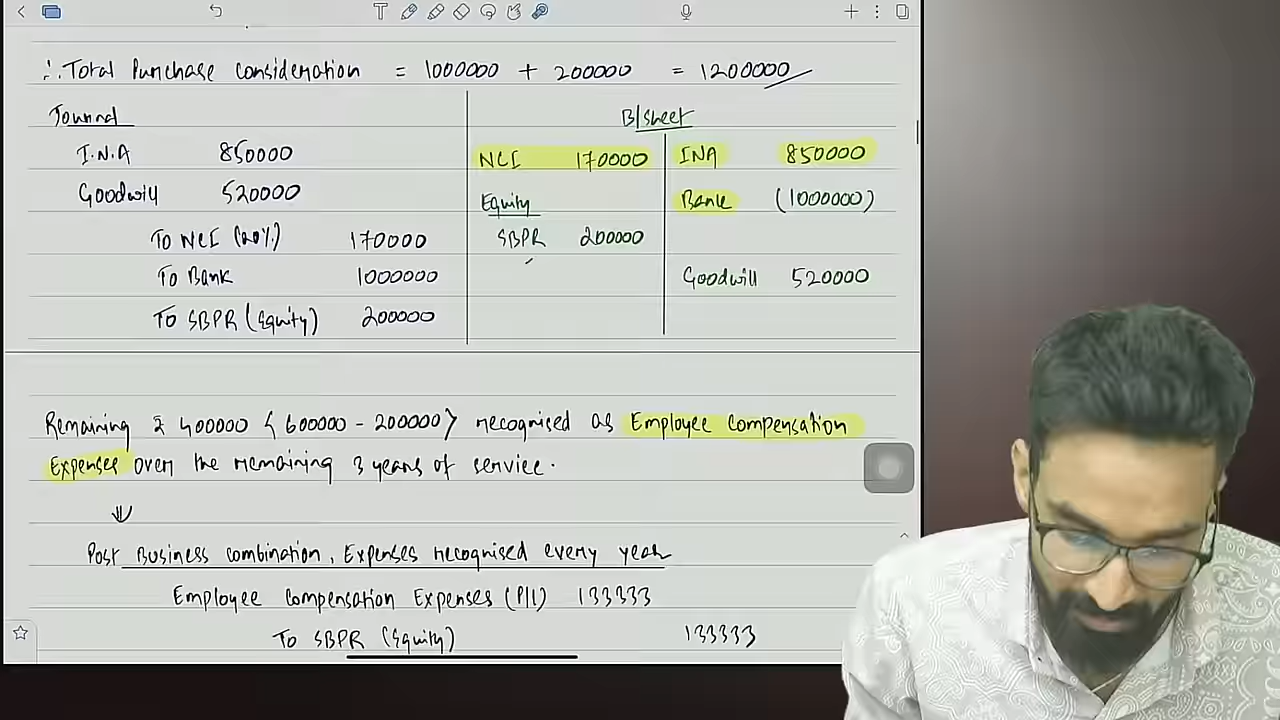 ∴ Total Purchase Consideration = 1000000 + 200000 = 1200000
Journal
I.N.A 850000
Goodwill 520000
To NCI (20%) 170000
To Bank 1000000
To SBPR (Equity) 200000
B/Sheet
NCI 170000
Equity
SBPR 200000
INA 850000
Bank (1000000)
Goodwill 520000
Remaining ₹ 400000 {600000 - 200000} recognised as Employee Compensation
Expenses over the remaining 3 years of service.
⇓
Post Business combination, Expenses recognised every year
Employee Compensation Expenses (P/L) 133333
To SBPR (Equity) 133333